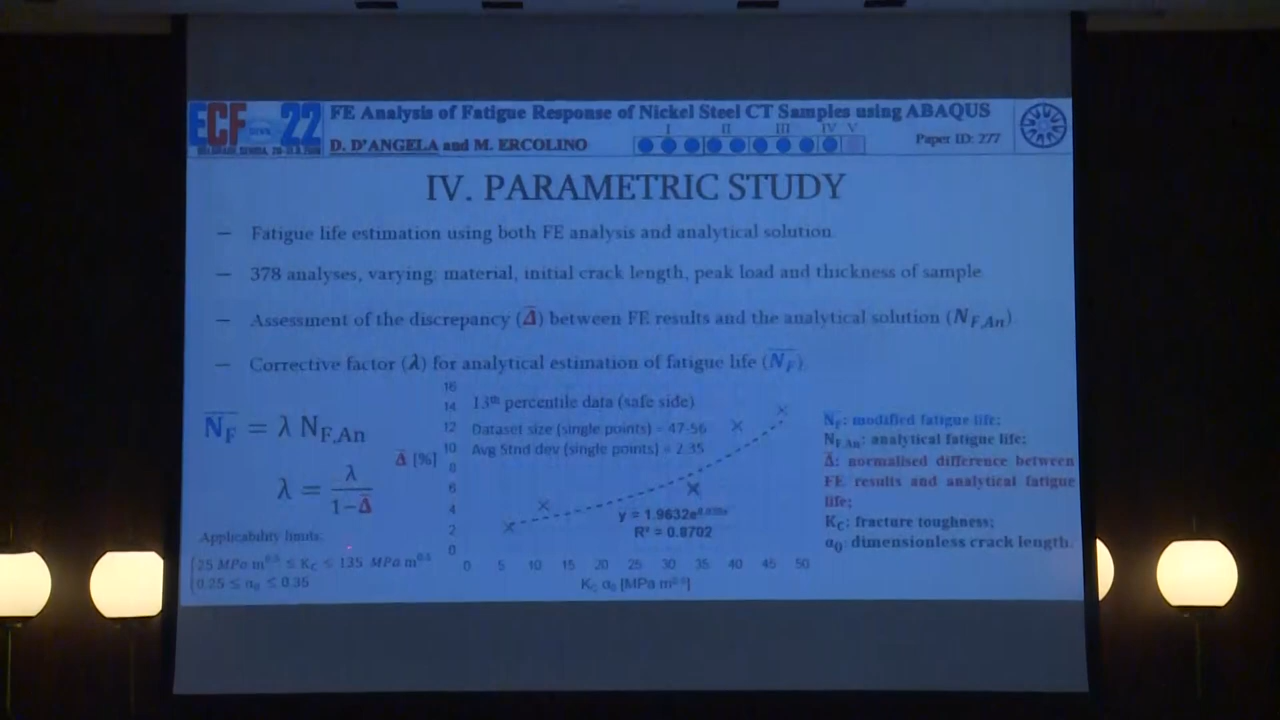 ECF 22
FE Analysis of Fatigue Response of Nickel Steel CT Samples using ABAQUS
D. D'ANGELA and M. ERCOLINO
I II III IV V
Paper ID: 277
IV. PARAMETRIC STUDY
– Fatigue life estimation using both FE analysis and analytical solution.
– 378 analyses, varying: material, initial crack length, peak load and thickness of sample
– Assessment of the discrepancy (Δ̄) between FE results and the analytical solution (N_F,An).
– Corrective factor (λ) for analytical estimation of fatigue life (N̅_F).
N̅_F = λ N_F,An
λ = λ / 1−Δ̄
Applicability limits:
25 MPa m^0.5 ≤ K_C ≤ 135 MPa m^0.5
0.25 ≤ α_0 ≤ 0.35
Δ̄ [%]
16
14
12
10
8
6
4
2
0
13th percentile data (safe side)
Dataset size (single points) = 47-56
Avg Stnd dev (single points) = 2.35
R² = 0.8702
0 5 10 15 20 25 30 35 40 45 50
K_C α_0 [MPa m^0.5]
N_F: modified fatigue life;
N_F,An: analytical fatigue life;
Δ̄: normalised difference between
FE results and analytical fatigue
life;
K_C: fracture toughness;
α_0: dimensionless crack length.